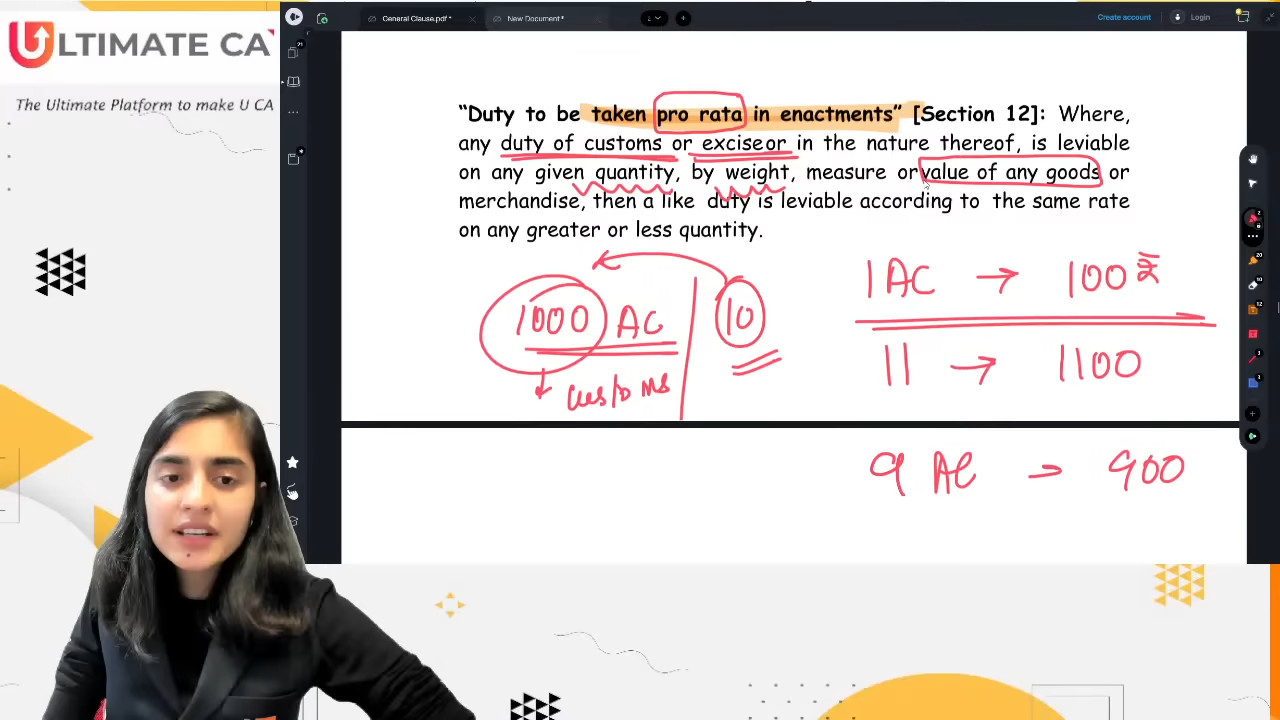 ULTIMATE CA
The Ultimate Platform to make U CA
General Clause.pdf *
New Document*
2
+
Create account
Login
"Duty to be taken pro rata in enactments" [Section 12]: Where,
any duty of customs or exciseor in the nature thereof, is leviable
on any given quantity, by weight, measure or value of any goods or
merchandise, then a like duty is leviable according to the same rate
on any greater or less quantity.
1000 AC | 10
↓ customs
1 AC → 100 ₹
11 → 1100
9 AC → 900